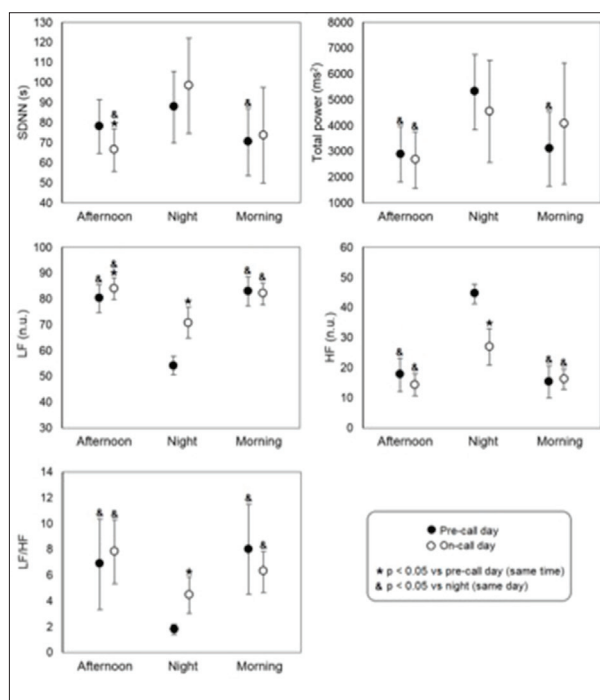 130
120
110
100
90
80
70
60
50
40
SDNN (s)
&
★
&
Afternoon Night Morning
8000
7000
6000
5000
4000
3000
2000
1000
Total power (ms²)
& & &
Afternoon Night Morning
100
90
80
70
60
50
40
30
LF (n.u.)
& & ★ ★ & &
Afternoon Night Morning
60
50
40
30
20
10
0
HF (n.u.)
& & ★ & &
Afternoon Night Morning
14
12
10
8
6
4
2
0
LF/HF
& & ★ & &
Afternoon Night Morning
● Pre-call day
○ On-call day
★ p < 0.05 vs pre-call day (same time)
& p < 0.05 vs night (same day)